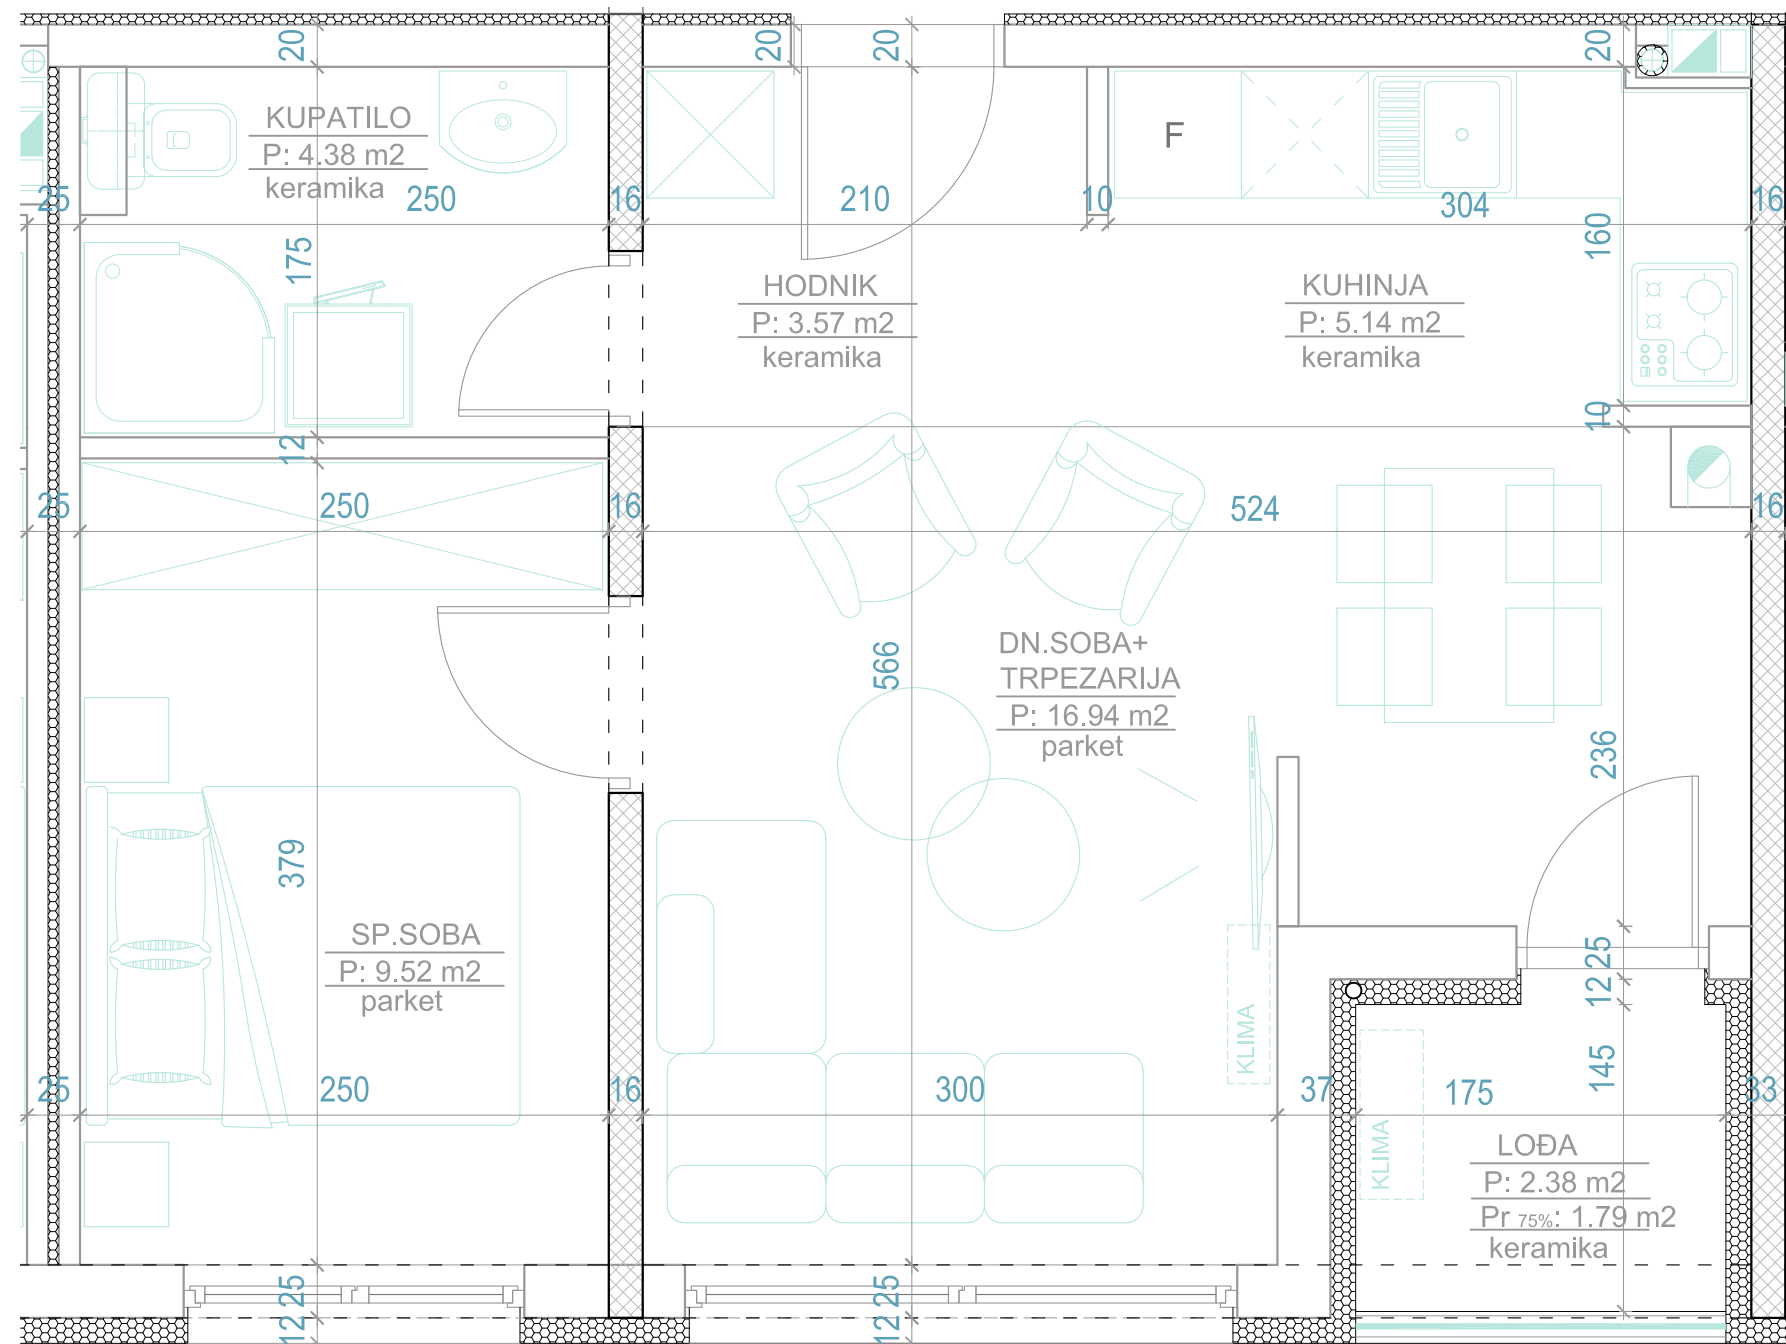 20
20
20
20
KUPATILO
P: 4.38 m2
keramika
F
25
250
16
210
10
304
16
175
160
HODNIK
P: 3.57 m2
keramika
KUHINJA
P: 5.14 m2
keramika
10
12
25
250
16
524
16
566
DN.SOBA+
TRPEZARIJA
P: 16.94 m2
parket
236
379
SP.SOBA
P: 9.52 m2
parket
25
12
KLIMA
145
25
250
16
300
37
175
33
KLIMA
LOĐA
P: 2.38 m2
Pr 75%: 1.79 m2
keramika
25
12
25
12